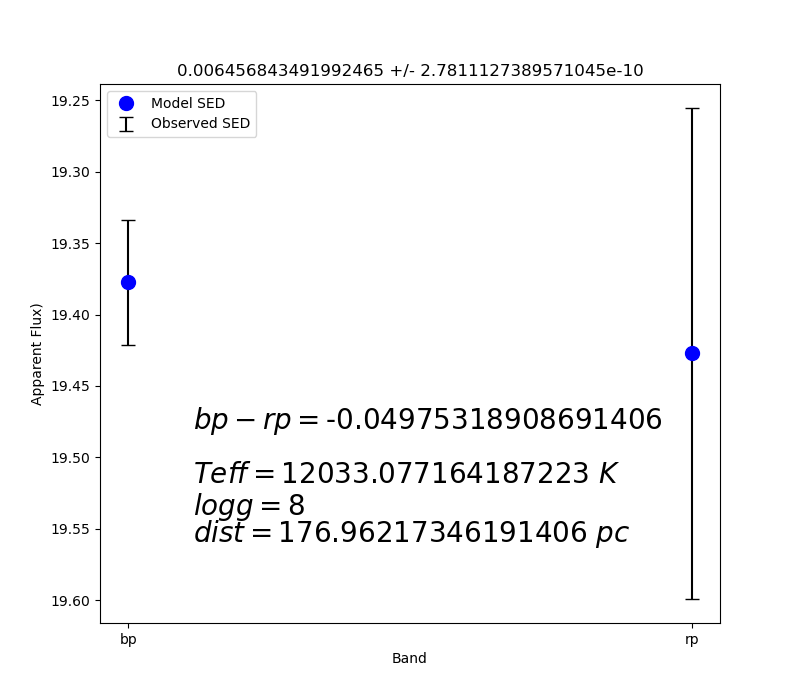 0.006456843491992465 +/- 2.7811127389571045e-10
Model SED
Observed SED
19.25
19.30
19.35
19.40
19.45
19.50
19.55
19.60
Apparent Flux)
bp − rp = -0.04975318908691406
Teff = 12033.077164187223 K
logg = 8
dist = 176.96217346191406 pc
bp
rp
Band